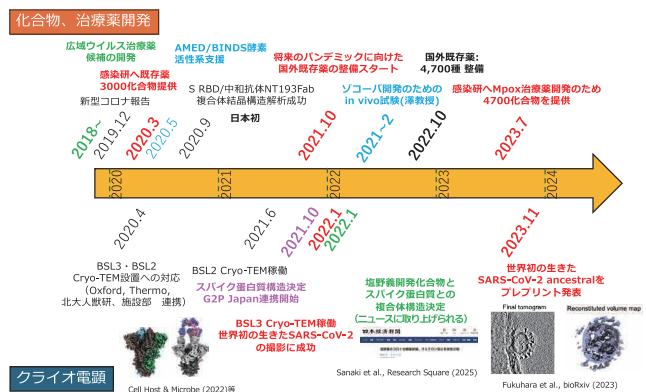 化合物、治療薬開発
広域ウイルス治療薬
候補の開発
感染研へ既存薬
3000化合物提供
新型コロナ報告
AMED/BINDS酵素
活性系支援
S RBD/中和抗体NT193Fab
複合体結晶構造解析成功
日本初
将来のパンデミックに向けた
国外既存薬の整備スタート
ゾコーバ開発のための
in vivo試験(澤教授)
国外既存薬:
4,700種 整備
感染研へMpox治療薬開発のため
4700化合物を提供
2018~
2019.12
2020.3
2020.5
2020.9
2021.10
2021~2
2022.10
2023.7
2020
2021
2022
2023
2024
2020.4
2021.6
2021.10
2022.1
2022.1
2023.11
BSL3・BSL2
Cryo-TEM設置への対応
(Oxford, Thermo,
北大人獣研、施設部 連携)
BSL2 Cryo-TEM稼働
スパイク蛋白質構造決定
G2P Japan連携開始
BSL3 Cryo-TEM稼働
世界初の生きたSARS-CoV-2
の撮影に成功
塩野義開発化合物と
スパイク蛋白質との
複合体構造決定
(ニュースに取り上げられる)
日本経済新聞
世界初の生きた
SARS-CoV-2 ancestralを
プレプリント発表
Final tomogram
Reconstituted volume map
クライオ電顕
Cell Host & Microbe (2022)等
Sanaki et al., Research Square (2025)
Fukuhara et al., bioRxiv (2023)